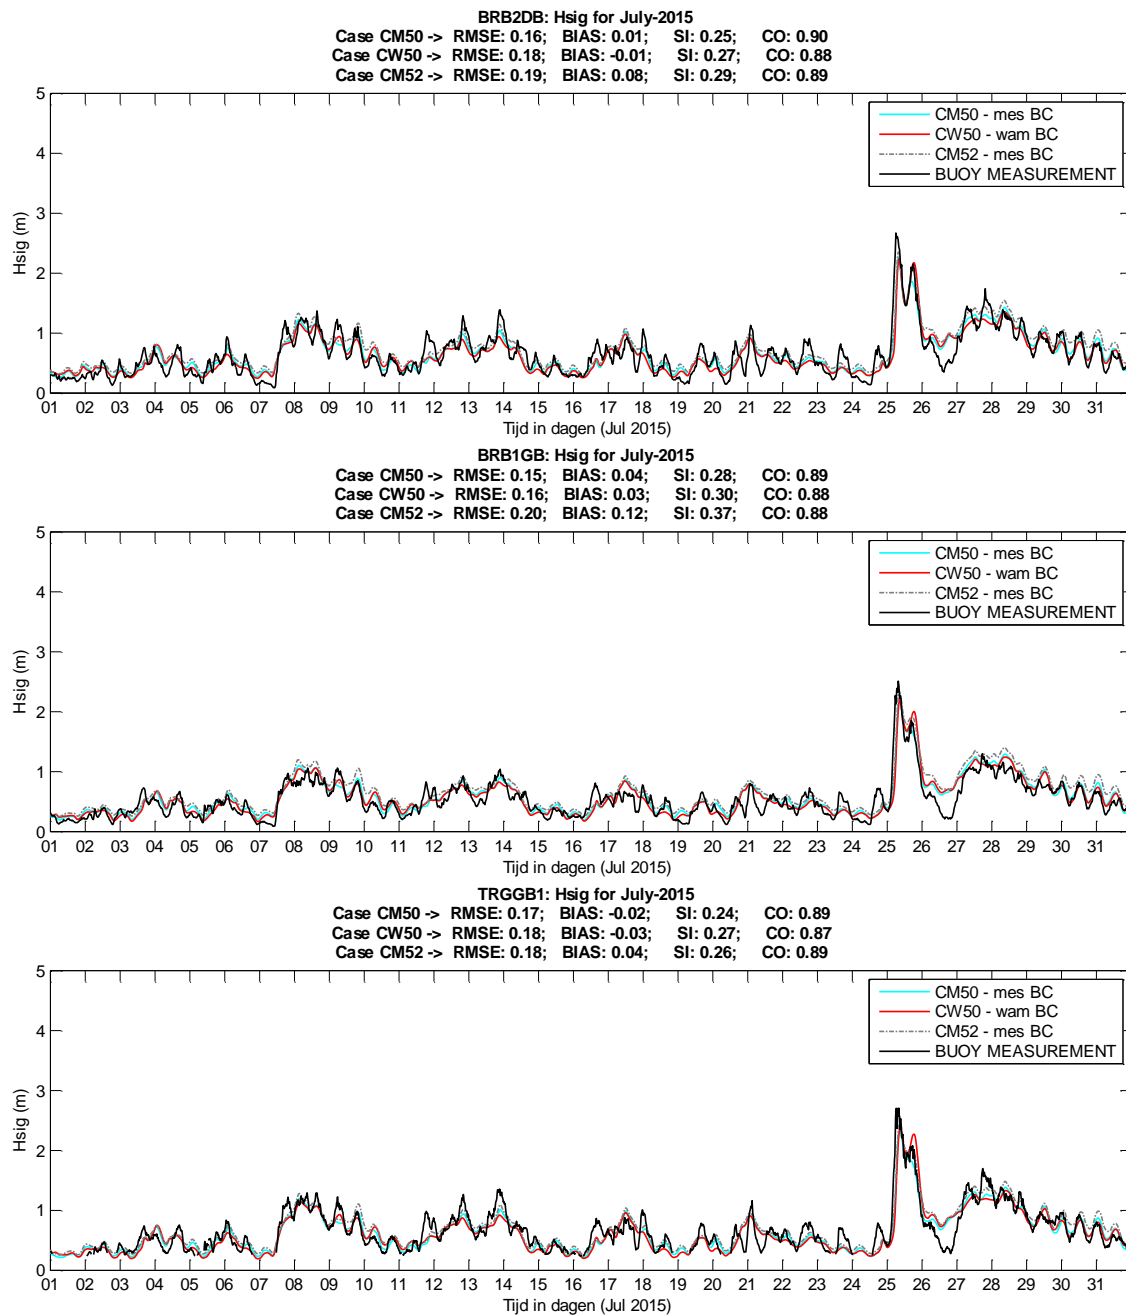 BRB2DB: Hsig for July-2015
Case CM50 -> RMSE: 0.16; BIAS: 0.01; SI: 0.25; CO: 0.90
Case CW50 -> RMSE: 0.18; BIAS: -0.01; SI: 0.27; CO: 0.88
Case CM52 -> RMSE: 0.19; BIAS: 0.08; SI: 0.29; CO: 0.89
5
4
3
2
1
0
Hsig (m)
CM50 - mes BC
CW50 - wam BC
CM52 - mes BC
BUOY MEASUREMENT
01 02 03 04 05 06 07 08 09 10 11 12 13 14 15 16 17 18 19 20 21 22 23 24 25 26 27 28 29 30 31
Tijd in dagen (Jul 2015)
BRB1GB: Hsig for July-2015
Case CM50 -> RMSE: 0.15; BIAS: 0.04; SI: 0.28; CO: 0.89
Case CW50 -> RMSE: 0.16; BIAS: 0.03; SI: 0.30; CO: 0.88
Case CM52 -> RMSE: 0.20; BIAS: 0.12; SI: 0.37; CO: 0.88
5
4
3
2
1
0
Hsig (m)
CM50 - mes BC
CW50 - wam BC
CM52 - mes BC
BUOY MEASUREMENT
01 02 03 04 05 06 07 08 09 10 11 12 13 14 15 16 17 18 19 20 21 22 23 24 25 26 27 28 29 30 31
Tijd in dagen (Jul 2015)
TRGGB1: Hsig for July-2015
Case CM50 -> RMSE: 0.17; BIAS: -0.02; SI: 0.24; CO: 0.89
Case CW50 -> RMSE: 0.18; BIAS: -0.03; SI: 0.27; CO: 0.87
Case CM52 -> RMSE: 0.18; BIAS: 0.04; SI: 0.26; CO: 0.89
5
4
3
2
1
0
Hsig (m)
CM50 - mes BC
CW50 - wam BC
CM52 - mes BC
BUOY MEASUREMENT
01 02 03 04 05 06 07 08 09 10 11 12 13 14 15 16 17 18 19 20 21 22 23 24 25 26 27 28 29 30 31
Tijd in dagen (Jul 2015)